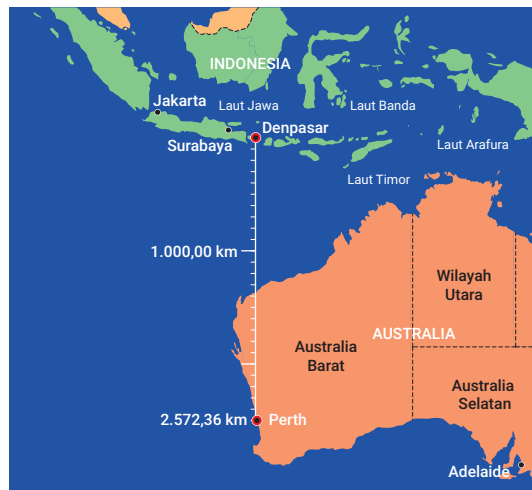 INDONESIA
Jakarta
Laut Jawa
Laut Banda
Denpasar
Surabaya
Laut Arafura
Laut Timor
1.000,00 km
Wilayah
Utara
AUSTRALIA
Australia
Barat
Australia
Selatan
2.572,36 km
Perth
Adelaide